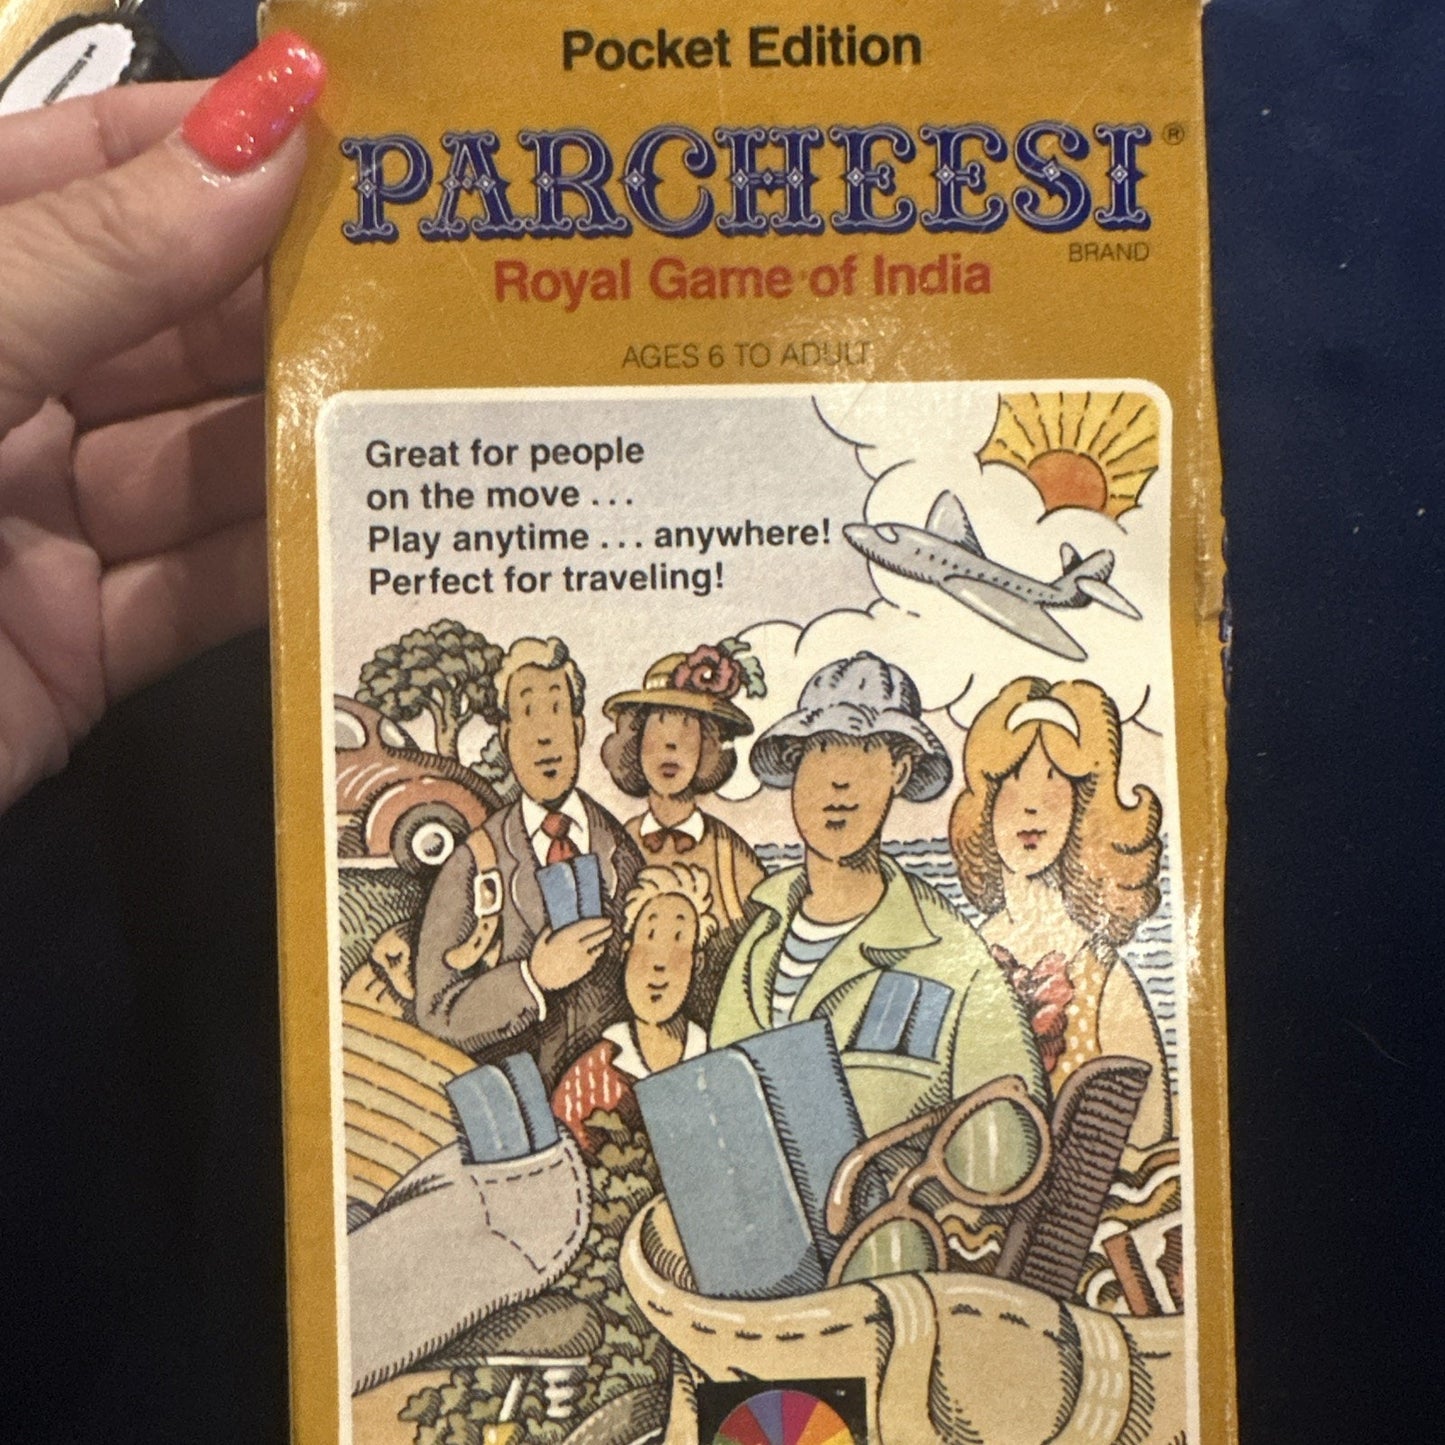 Pocket Edition
PARCHEESI®
BRAND
Royal Game of India
AGES 6 TO ADULT
Great for people
on the move . . .
Play anytime . . . anywhere!
Perfect for traveling!